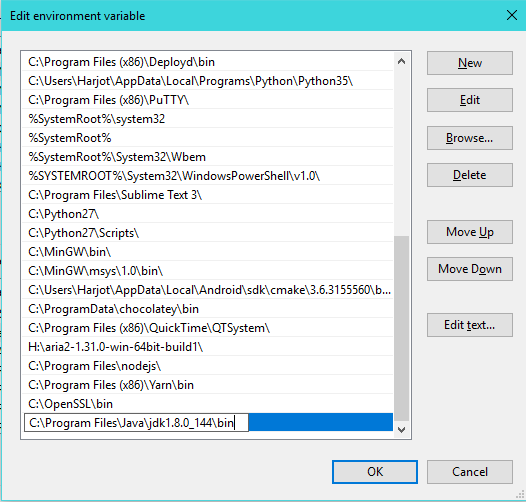 Edit environment variable
C:\Program Files (x86)\Deployd\bin
C:\Users\Harjot\AppData\Local\Programs\Python\Python35\
C:\Program Files (x86)\PuTTY\
%SystemRoot%\system32
%SystemRoot%
%SystemRoot%\System32\Wbem
%SYSTEMROOT%\System32\WindowsPowerShell\v1.0\
C:\Program Files\Sublime Text 3\
C:\Python27\
C:\Python27\Scripts\
C:\MinGW\bin\
C:\MinGW\msys\1.0\bin\
C:\Users\Harjot\AppData\Local\Android\sdk\cmake\3.6.3155560\b...
C:\ProgramData\chocolatey\bin
C:\Program Files (x86)\QuickTime\QTSystem\
H:\aria2-1.31.0-win-64bit-build1\
C:\Program Files\nodejs\
C:\Program Files (x86)\Yarn\bin
C:\OpenSSL\bin
C:\Program Files\Java\jdk1.8.0_144\bin
New
Edit
Browse...
Delete
Move Up
Move Down
Edit text...
OK
Cancel